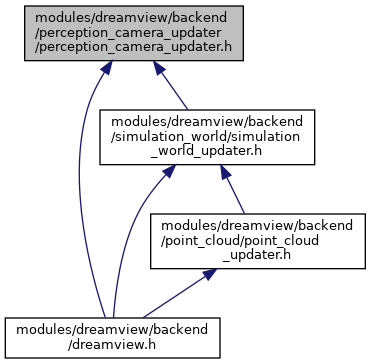 modules/dreamview/backend
/perception_camera_updater
/perception_camera_updater.h
modules/dreamview/backend
/simulation_world/simulation
_world_updater.h
modules/dreamview/backend
/point_cloud/point_cloud
_updater.h
modules/dreamview/backend
/dreamview.h